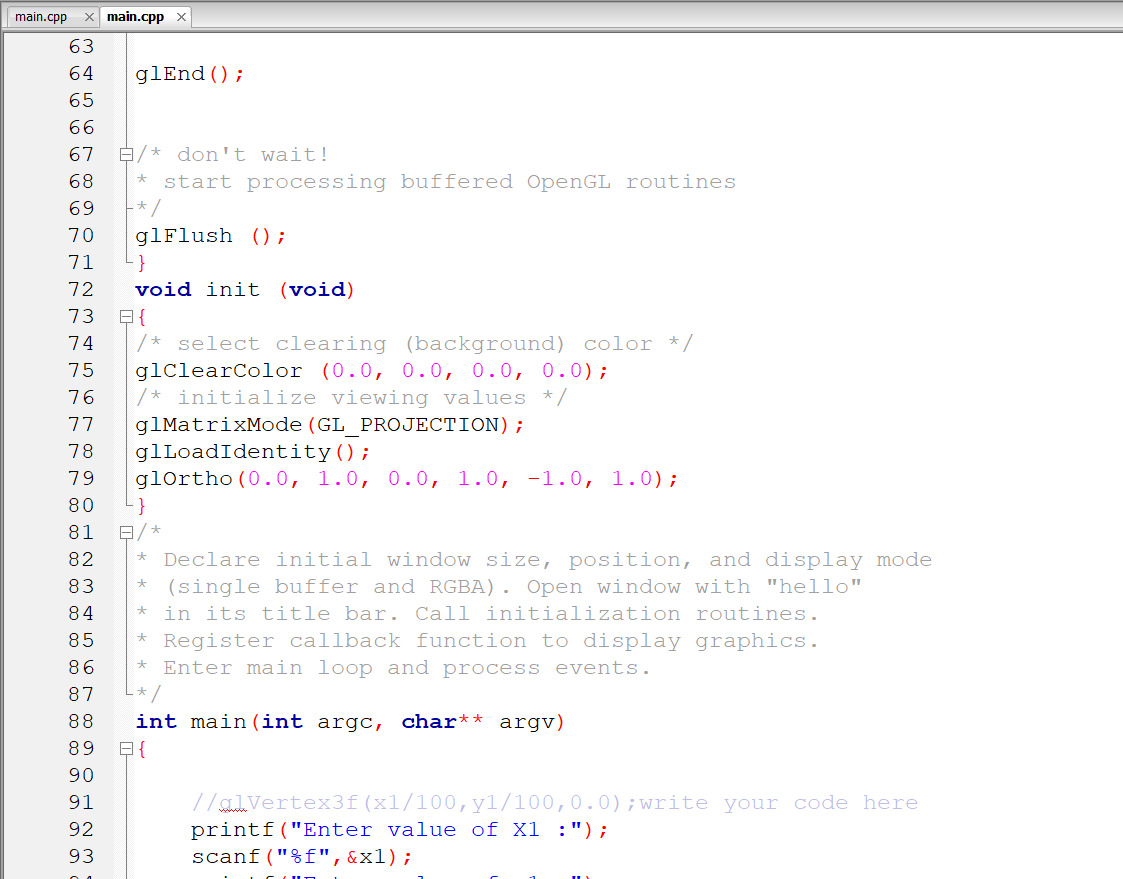 main.cpp main.cpp
63
64 glEnd();
65
66
67 /* don't wait!
68 * start processing buffered OpenGL routines
69 */
70 glFlush ();
71 }
72 void init (void)
73 {
74 /* select clearing (background) color */
75 glClearColor (0.0, 0.0, 0.0, 0.0);
76 /* initialize viewing values */
77 glMatrixMode(GL_PROJECTION);
78 glLoadIdentity();
79 glOrtho(0.0, 1.0, 0.0, 1.0, -1.0, 1.0);
80 }
81 /*
82 * Declare initial window size, position, and display mode
83 * (single buffer and RGBA). Open window with "hello"
84 * in its title bar. Call initialization routines.
85 * Register callback function to display graphics.
86 * Enter main loop and process events.
87 */
88 int main(int argc, char** argv)
89 {
90
91 //glVertex3f(x1/100,y1/100,0.0);write your code here
92 printf("Enter value of X1 :");
93 scanf("%f",&x1);